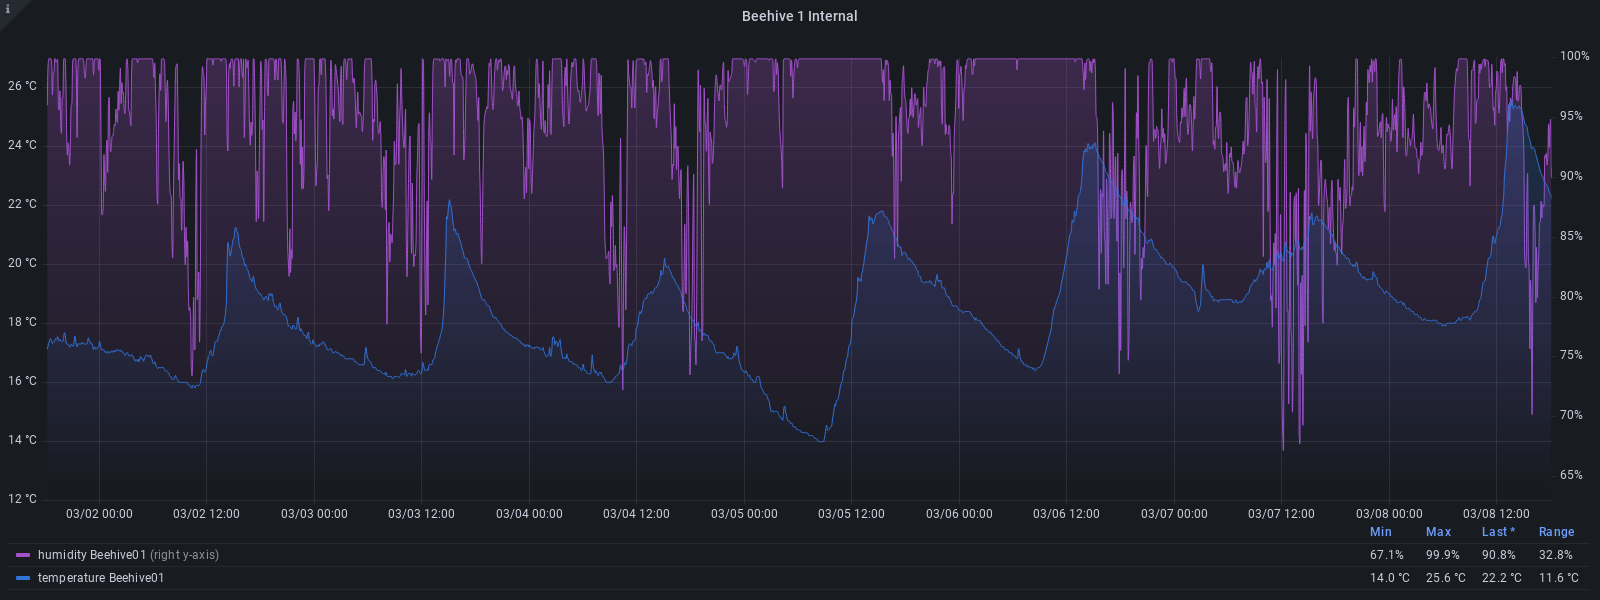 i
Beehive 1 Internal
26 °C
24 °C
22 °C
20 °C
18 °C
16 °C
14 °C
12 °C
100%
95%
90%
85%
80%
75%
70%
65%
03/02 00:00 03/02 12:00 03/03 00:00 03/03 12:00 03/04 00:00 03/04 12:00 03/05 00:00 03/05 12:00 03/06 00:00 03/06 12:00 03/07 00:00 03/07 12:00 03/08 00:00 03/08 12:00
Min Max Last * Range
humidity Beehive01 (right y-axis) 67.1% 99.9% 90.8% 32.8%
temperature Beehive01 14.0 °C 25.6 °C 22.2 °C 11.6 °C